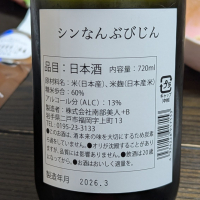 シンなんぶびじん
品目：日本酒 内容量：720ml
原材料名：米（日本産）、米麹（日本産米）
精米歩合：60%
アルコール分（ALC）：13%
製造者：株式会社南部美人+B
岩手県二戸市福岡字上町13
TEL 0195-23-3133
製造年月 2026.3